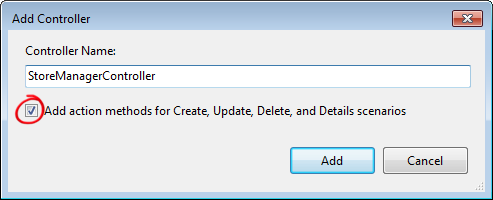 Add Controller
Controller Name:
StoreManagerController
Add action methods for Create, Update, Delete, and Details scenarios
Add
Cancel